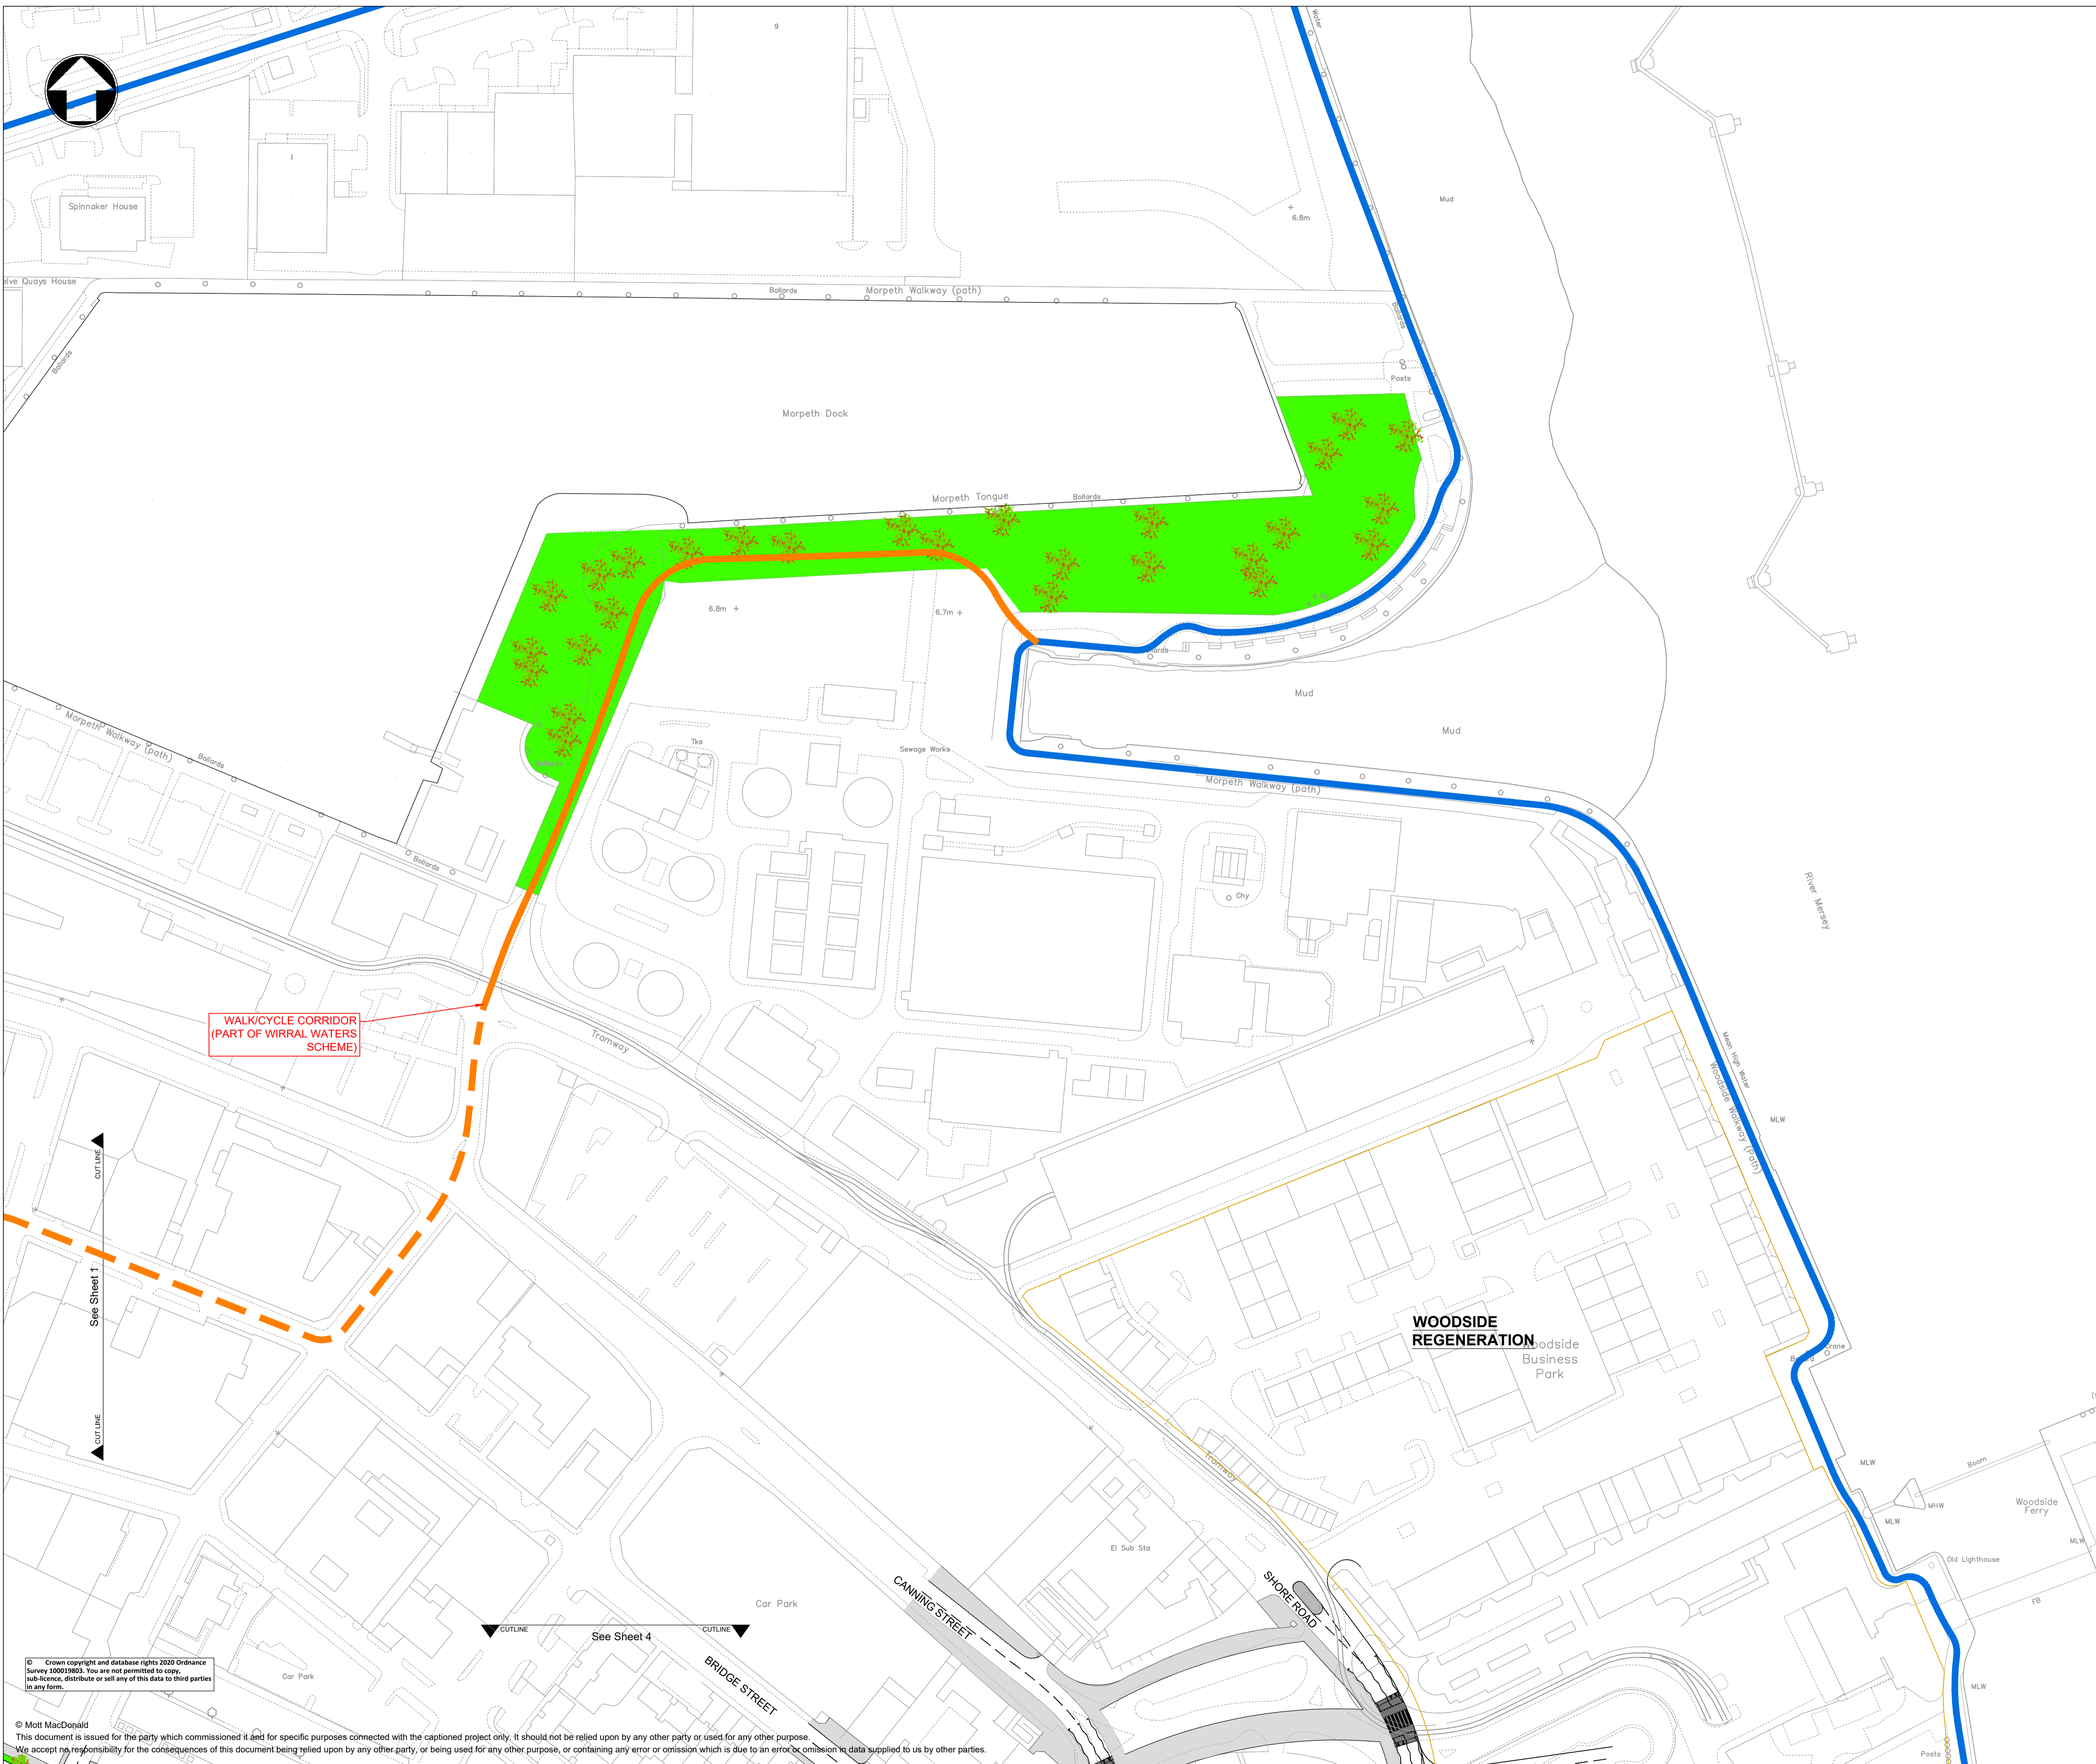 9
Water
1
Mud
Spinnaker House
6.8m
elve Quays House
Bollards
Morpeth Walkway (path)
Bollards
Bollards
Posts
Morpeth Dock
Morpeth Tongue
Bollards
6.8m
6.7m
Mud
Mud
Morpeth Walkway (path)
Bollards
Tks
Sewage Works
Morpeth Walkway (path)
Bollards
Chy
River Mersey
WALK/CYCLE CORRIDOR
(PART OF WIRRAL WATERS
SCHEME)
Tramway
Mean High Water
Woodside Walkway (Path)
MLW
CUT LINE
See Sheet 1
CUT LINE
WOODSIDE
REGENERATION
Woodside
Business
Park
Crane
Tramway
MLW
Boom
MHW
Woodside
Ferry
MLW
MLW
El Sub Sta
Old Lighthouse
FB
SHORE ROAD
CANNING STREET
Car Park
CUTLINE
See Sheet 4
CUTLINE
BRIDGE STREET
Car Park
MLW
Posts
© Crown copyright and database rights 2020 Ordnance
Survey 100019803. You are not permitted to copy,
sub-licence, distribute or sell any of this data to third parties
in any form.
© Mott MacDonald
This document is issued for the party which commissioned it and for specific purposes connected with the captioned project only. It should not be relied upon by any other party or used for any other purpose.
We accept no responsibility for the consequences of this document being relied upon by any other party, or being used for any other purpose, or containing any error or omission which is due to an error or omission in data supplied to us by other parties.